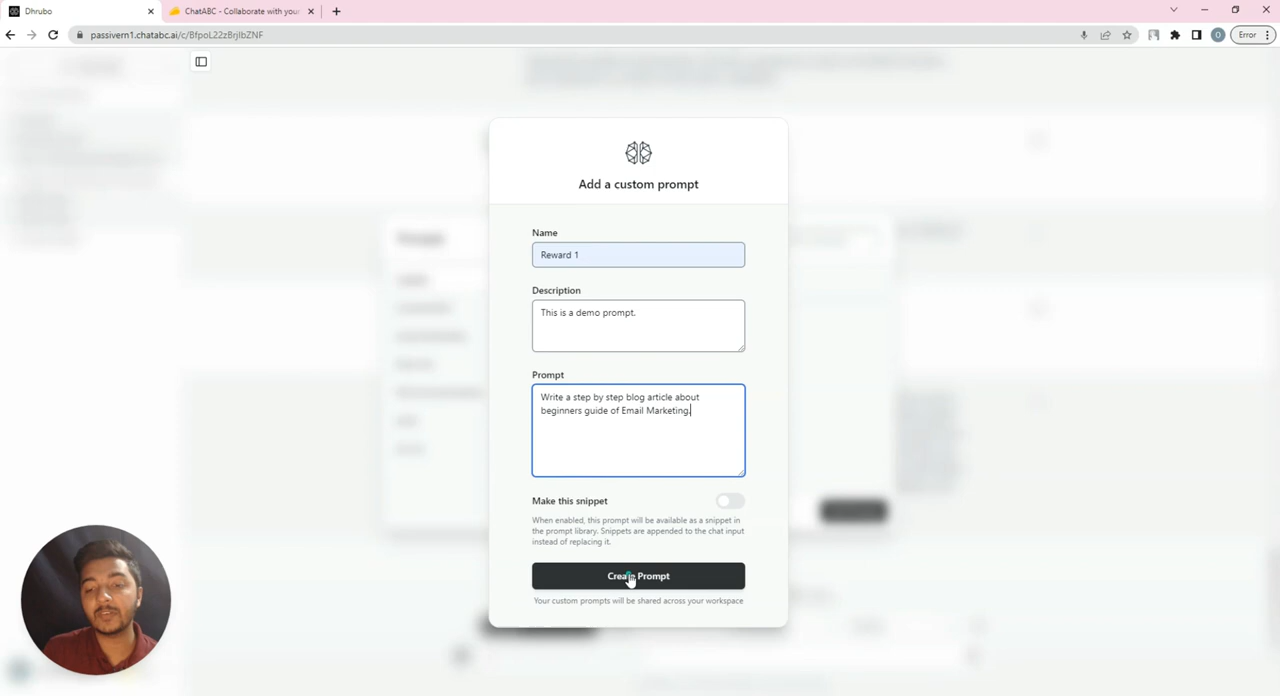 Dhrubo
ChatABC - Collaborate with your
passivern1.chatabc.ai/c/BfpoL22zBrjlbZNF
O
Error
Add a custom prompt
Name
Reward 1
Description
This is a demo prompt.
Prompt
Write a step by step blog article about
beginners guide of Email Marketing.
Make this snippet
When enabled, this prompt will be available as a snippet in
the prompt library. Snippets are appended to the chat input
instead of replacing it.
Create Prompt
Your custom prompts will be shared across your workspace